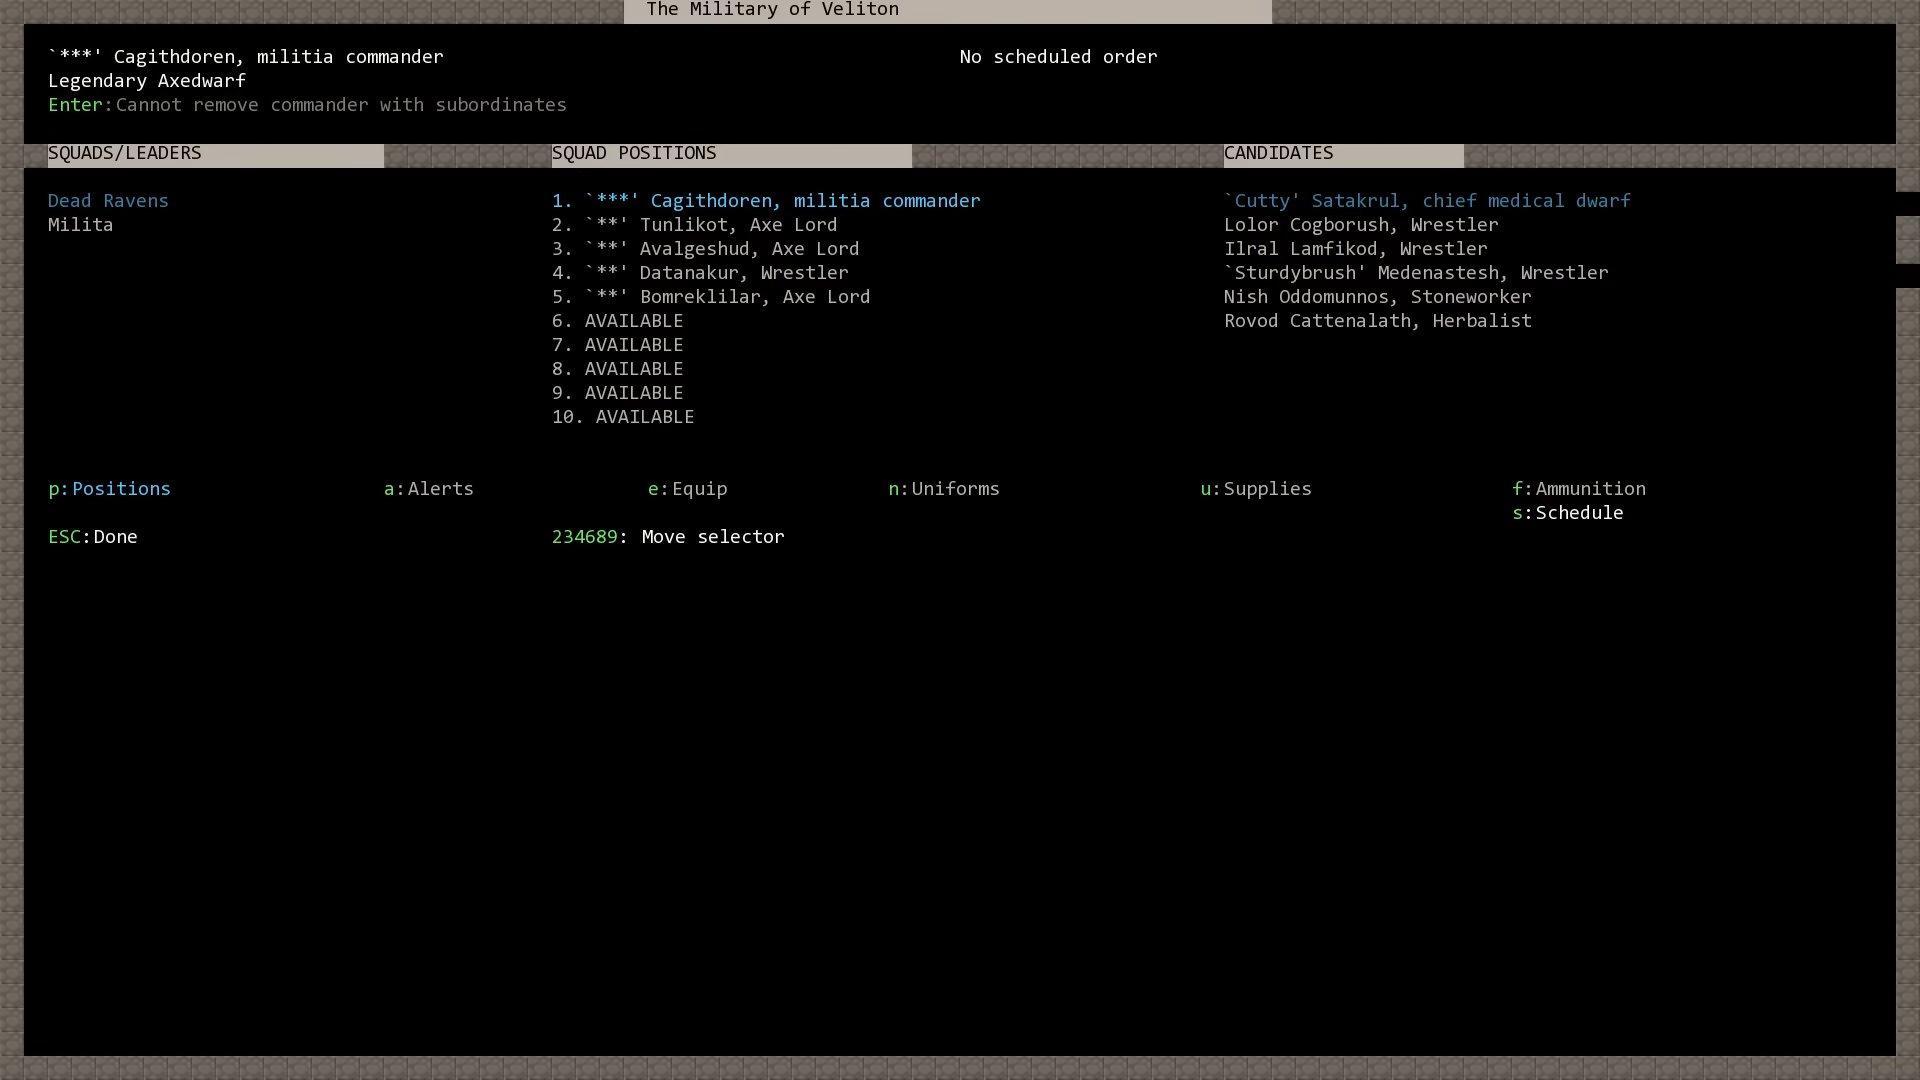 The Military of Veliton
`***' Cagithdoren, militia commander No scheduled order
Legendary Axedwarf
Enter:Cannot remove commander with subordinates
SQUADS/LEADERS SQUAD POSITIONS CANDIDATES
Dead Ravens 1. `***' Cagithdoren, militia commander `Cutty' Satakrul, chief medical dwarf
Milita 2. `**' Tunlikot, Axe Lord Lolor Cogborush, Wrestler
3. `**' Avalgeshud, Axe Lord Ilral Lamfikod, Wrestler
4. `**' Datanakur, Wrestler `Sturdybrush' Medenastesh, Wrestler
5. `**' Bomreklilar, Axe Lord Nish Oddomunnos, Stoneworker
6. AVAILABLE Rovod Cattenalath, Herbalist
7. AVAILABLE
8. AVAILABLE
9. AVAILABLE
10. AVAILABLE
p:Positions a:Alerts e:Equip n:Uniforms u:Supplies f:Ammunition
s:Schedule
ESC:Done 234689: Move selector